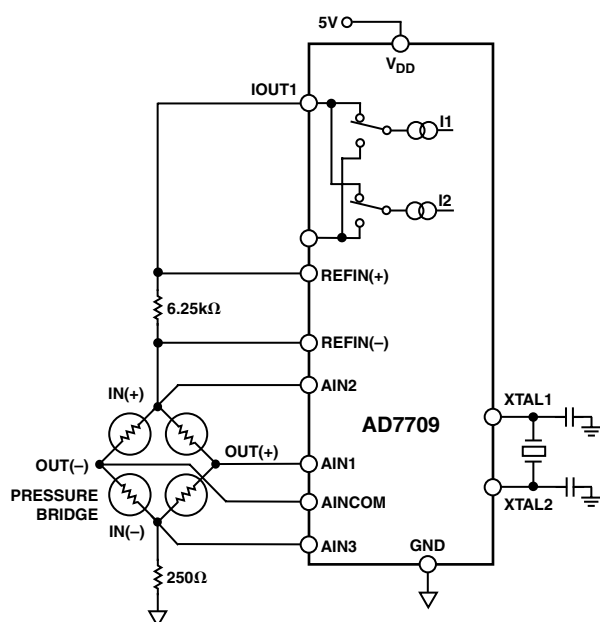 5V
V_DD
IOUT1
I1
I2
REFIN(+)
6.25kΩ
REFIN(–)
IN(+)
AIN2
XTAL1
AD7709
OUT(+)
AIN1
OUT(–)
PRESSURE
BRIDGE
AINCOM
XTAL2
IN(–)
AIN3
GND
250Ω